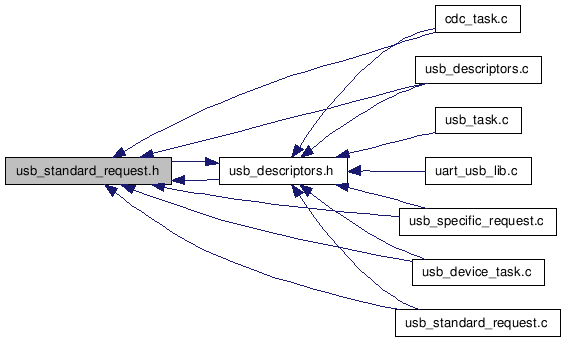 cdc_task.c
usb_descriptors.c
usb_task.c
usb_standard_request.h
usb_descriptors.h
uart_usb_lib.c
usb_specific_request.c
usb_device_task.c
usb_standard_request.c